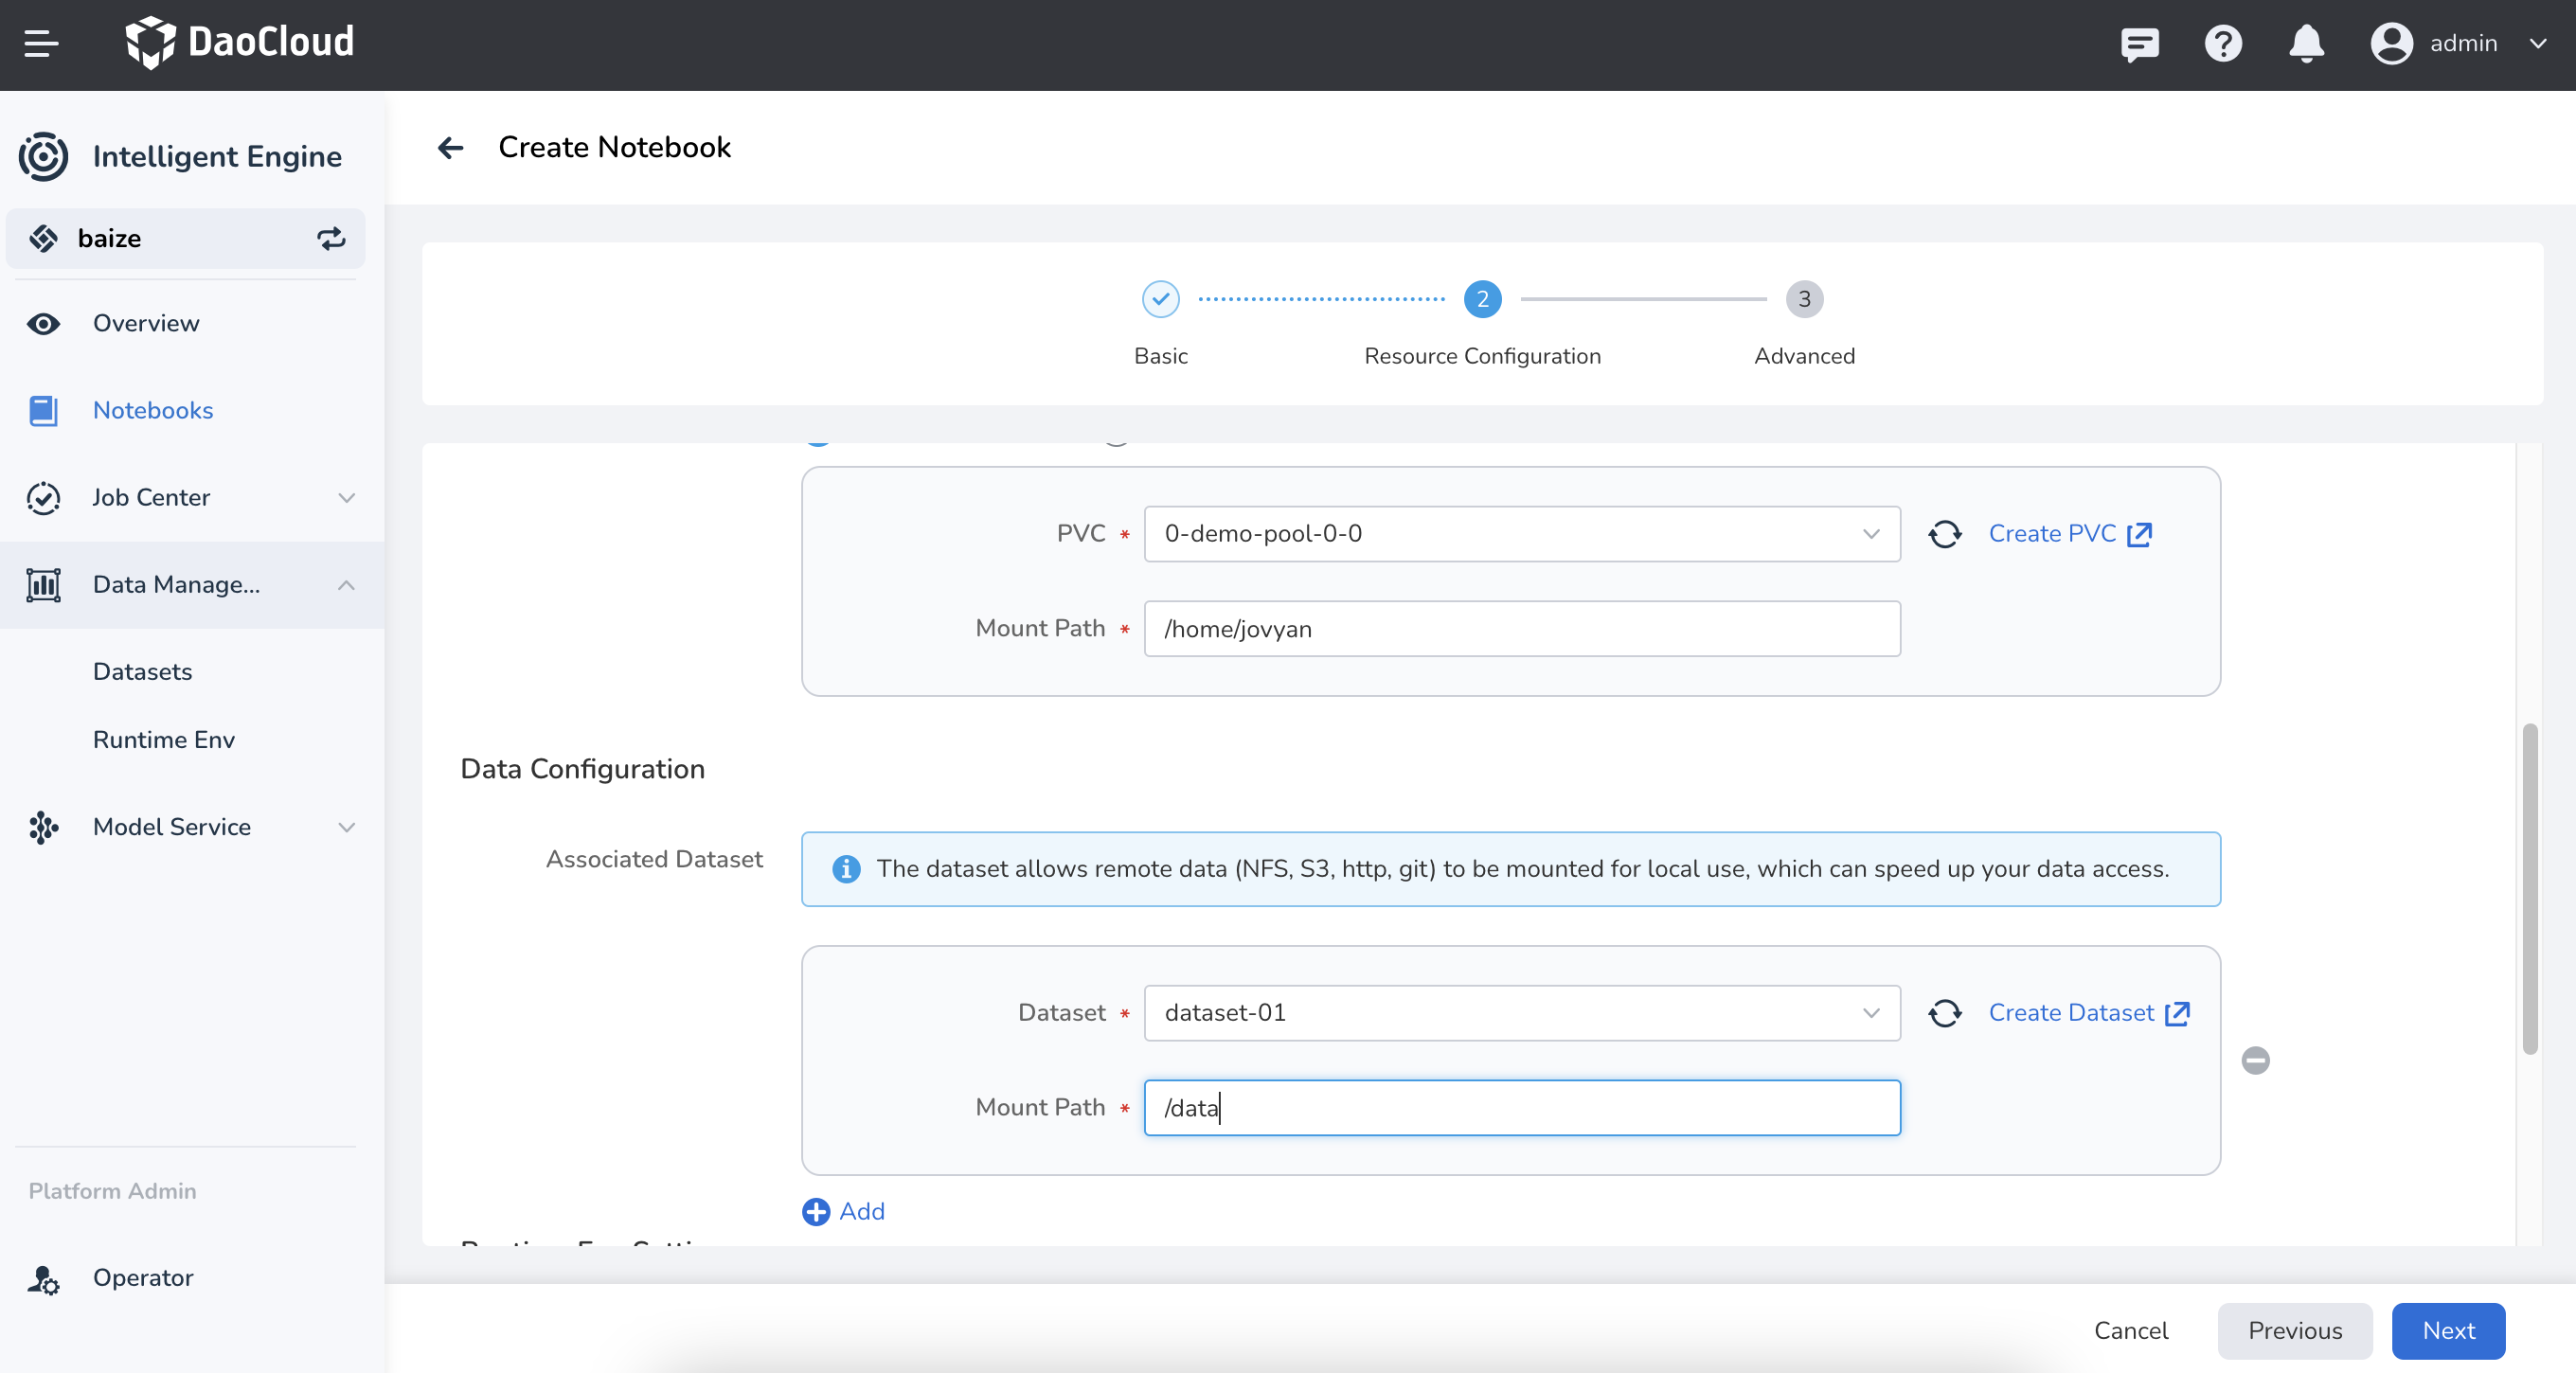 DaoCloud
admin
Intelligent Engine
baize
Overview
Notebooks
Job Center
Data Manage...
Datasets
Runtime Env
Model Service
Platform Admin
Operator
Create Notebook
2
3
Basic
Resource Configuration
Advanced
PVC *
0-demo-pool-0-0
Create PVC
Mount Path *
/home/jovyan
Data Configuration
Associated Dataset
The dataset allows remote data (NFS, S3, http, git) to be mounted for local use, which can speed up your data access.
Dataset *
dataset-01
Create Dataset
Mount Path *
/data
Add
Cancel
Previous
Next